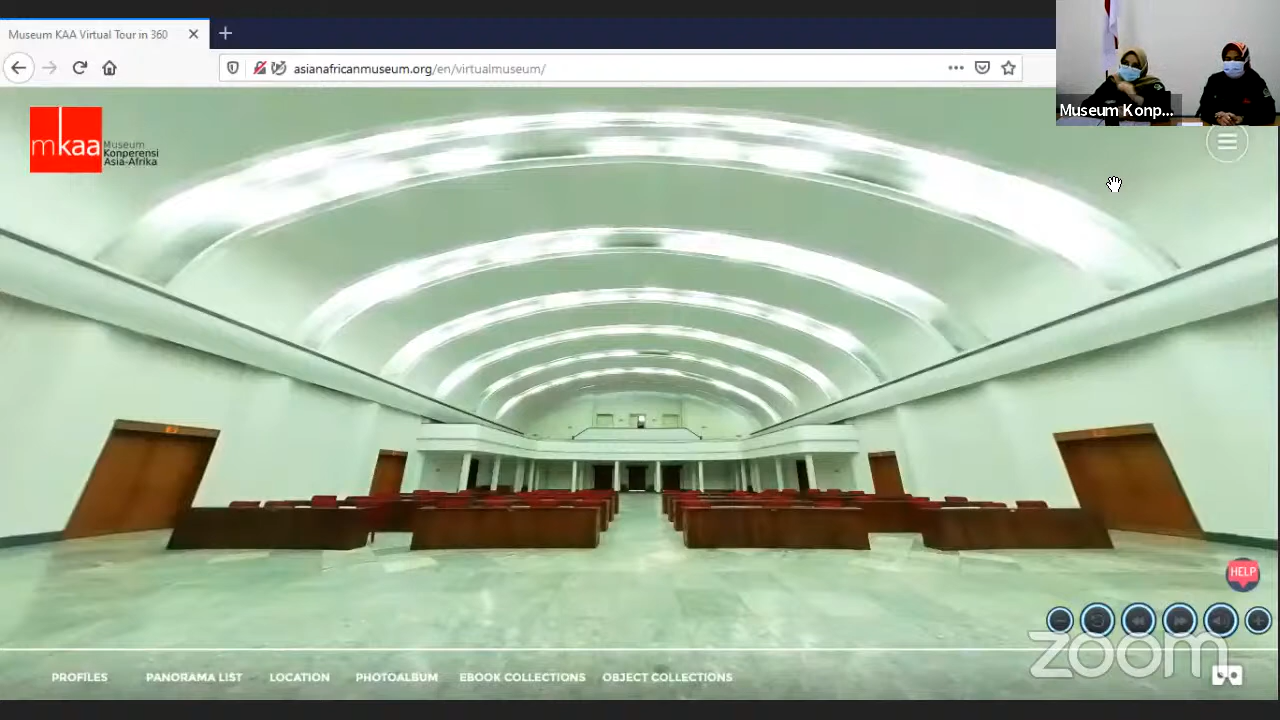 Museum KAA Virtual Tour in 360
asianafricanmuseum.org/en/virtualmuseum/
Museum Konp...
mkaa
Museum
Konperensi
Asia-Afrika
HELP
zoom
PROFILES PANORAMA LIST LOCATION PHOTOALBUM EBOOK COLLECTIONS OBJECT COLLECTIONS